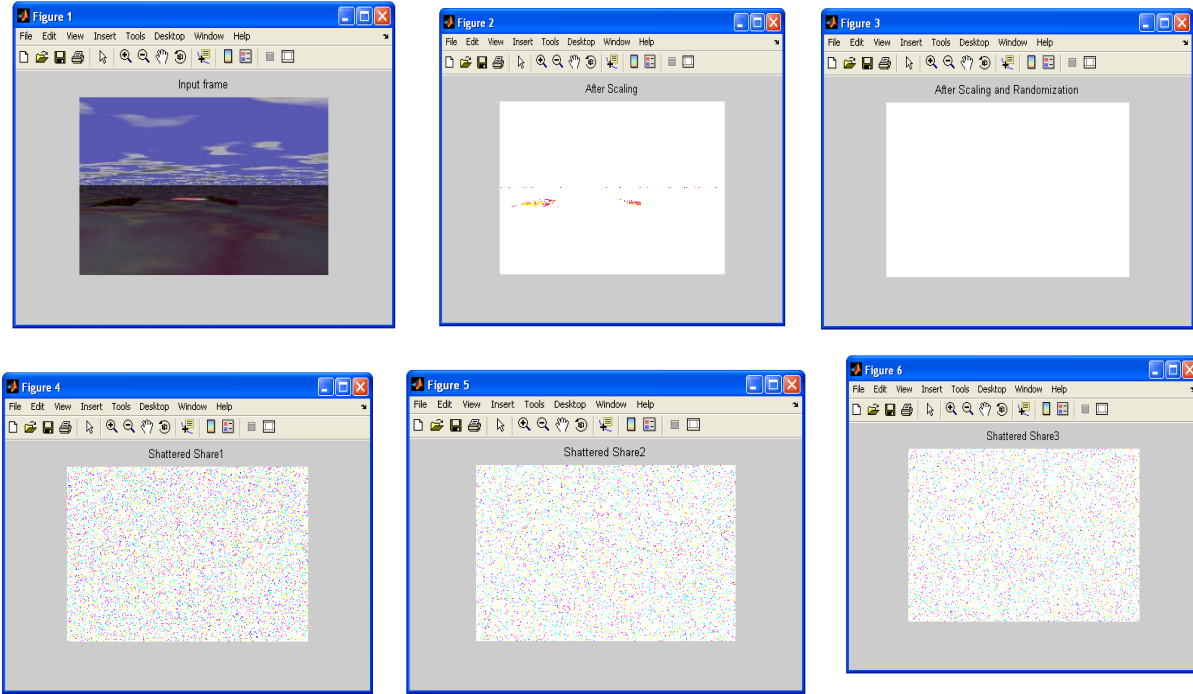 Figure 1
File Edit View Insert Tools Desktop Window Help
Input frame
Figure 2
File Edit View Insert Tools Desktop Window Help
After Scaling
Figure 3
File Edit View Insert Tools Desktop Window Help
After Scaling and Randomization
Figure 4
File Edit View Insert Tools Desktop Window Help
Shattered Share1
Figure 5
File Edit View Insert Tools Desktop Window Help
Shattered Share2
Figure 6
File Edit View Insert Tools Desktop Window Help
Shattered Share3